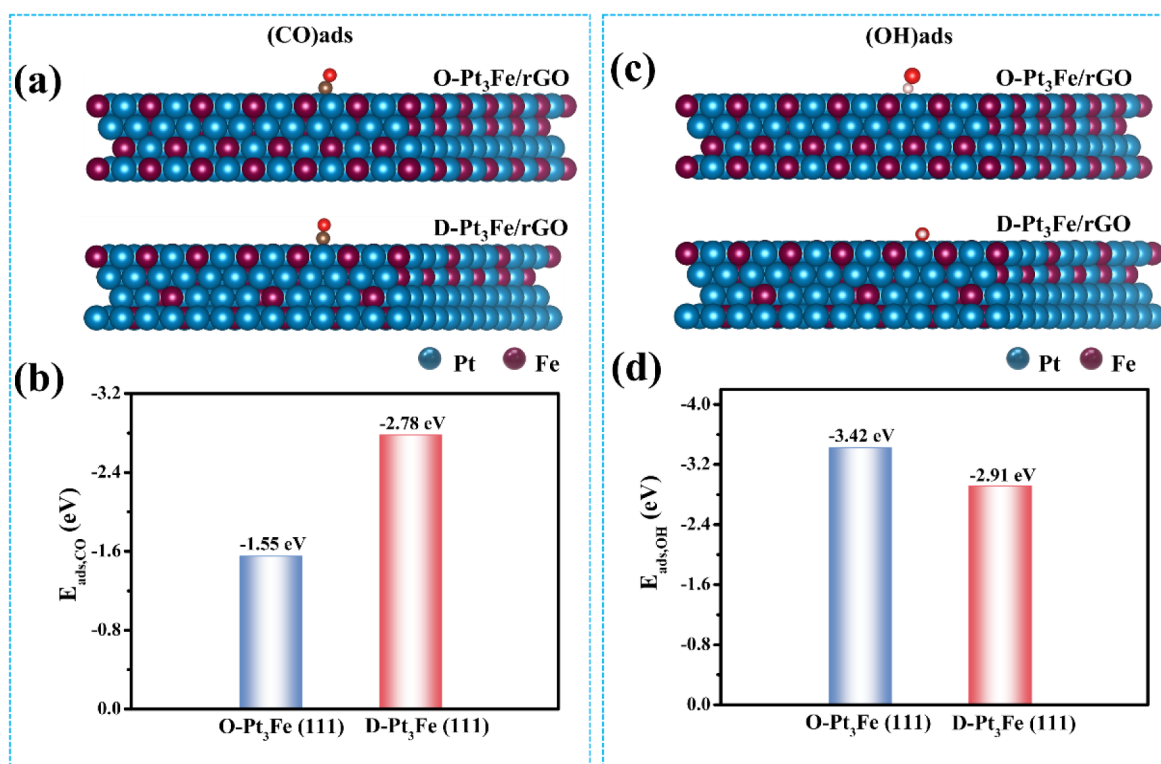 (CO)ads
(a)
O-Pt₃Fe/rGO
D-Pt₃Fe/rGO
Pt Fe
(b)
-3.2
-2.4
-1.6
-0.8
0.0
E_ads,CO (eV)
-1.55 eV
-2.78 eV
O-Pt₃Fe (111) D-Pt₃Fe (111)
(OH)ads
(c)
O-Pt₃Fe/rGO
D-Pt₃Fe/rGO
Pt Fe
(d)
-4.0
-3.2
-2.4
-1.6
-0.8
0.0
E_ads,OH (eV)
-3.42 eV
-2.91 eV
O-Pt₃Fe (111) D-Pt₃Fe (111)